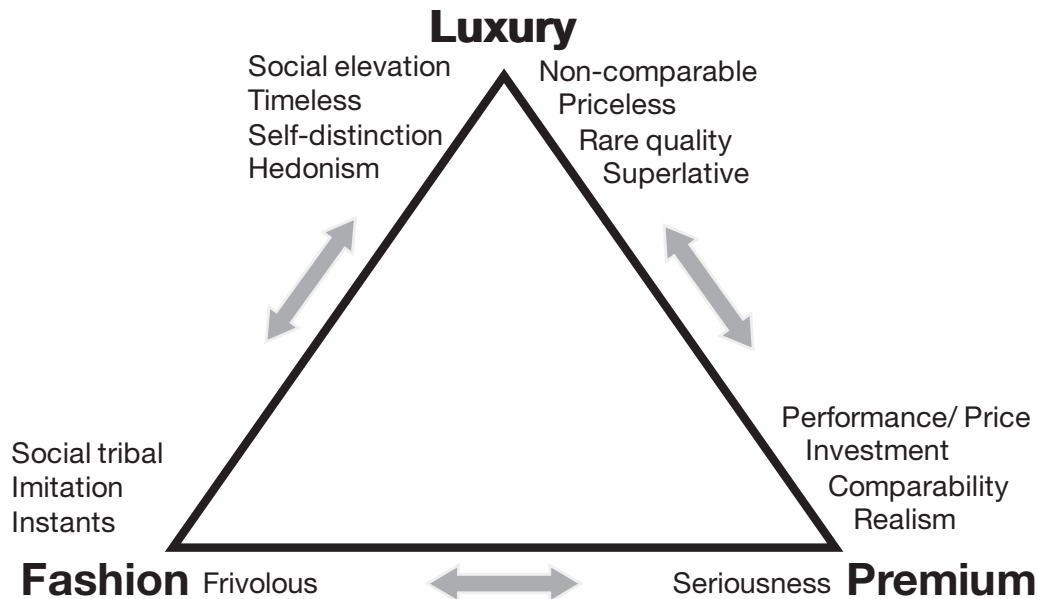 Luxury
Social elevation
Timeless
Self-distinction
Hedonism
Non-comparable
Priceless
Rare quality
Superlative
Social tribal
Imitation
Instants
Performance/ Price
Investment
Comparability
Realism
Fashion Frivolous
Seriousness Premium